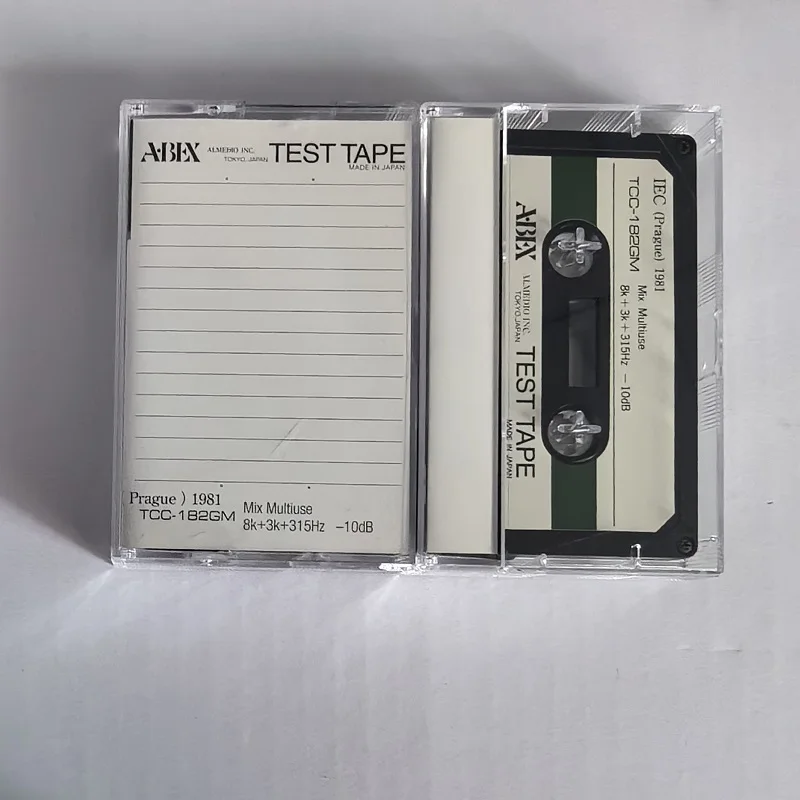 ABEX ALMEDIO INC. TEST TAPE
TOKYO, JAPAN
MADE IN JAPAN
Prague ) 1981
TCC-182GM Mix Multiuse
8k+3k+315Hz -10dB
IEC (Prague) 1981
TCC-182GM Mix Multiuse
8k+3k+315Hz -10dB
ABEX ALMEDIO INC. TEST TAPE
TOKYO, JAPAN
MADE IN JAPAN